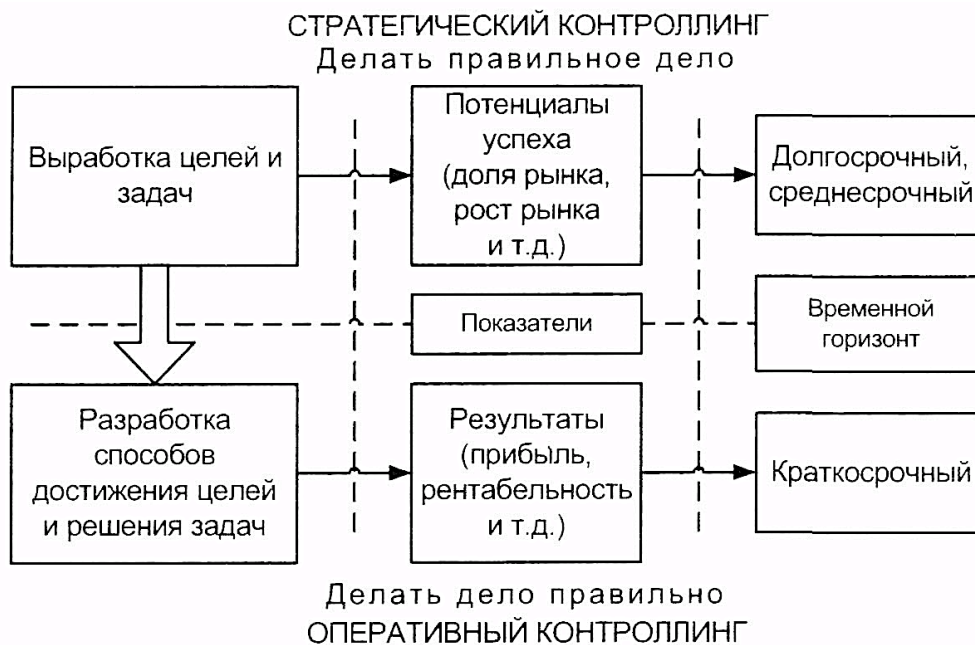 СТРАТЕГИЧЕСКИЙ КОНТРОЛЛИНГ
Делать правильное дело
Выработка целей и
задач
Потенциалы
успеха
(доля рынка,
рост рынка
и т.д.)
Долгосрочный,
среднесрочный
Показатели
Временной
горизонт
Разработка
способов
достижения целей
и решения задач
Результаты
(прибыль,
рентабельность
и т.д.)
Краткосрочный
Делать дело правильно
ОПЕРАТИВНЫЙ КОНТРОЛЛИНГ